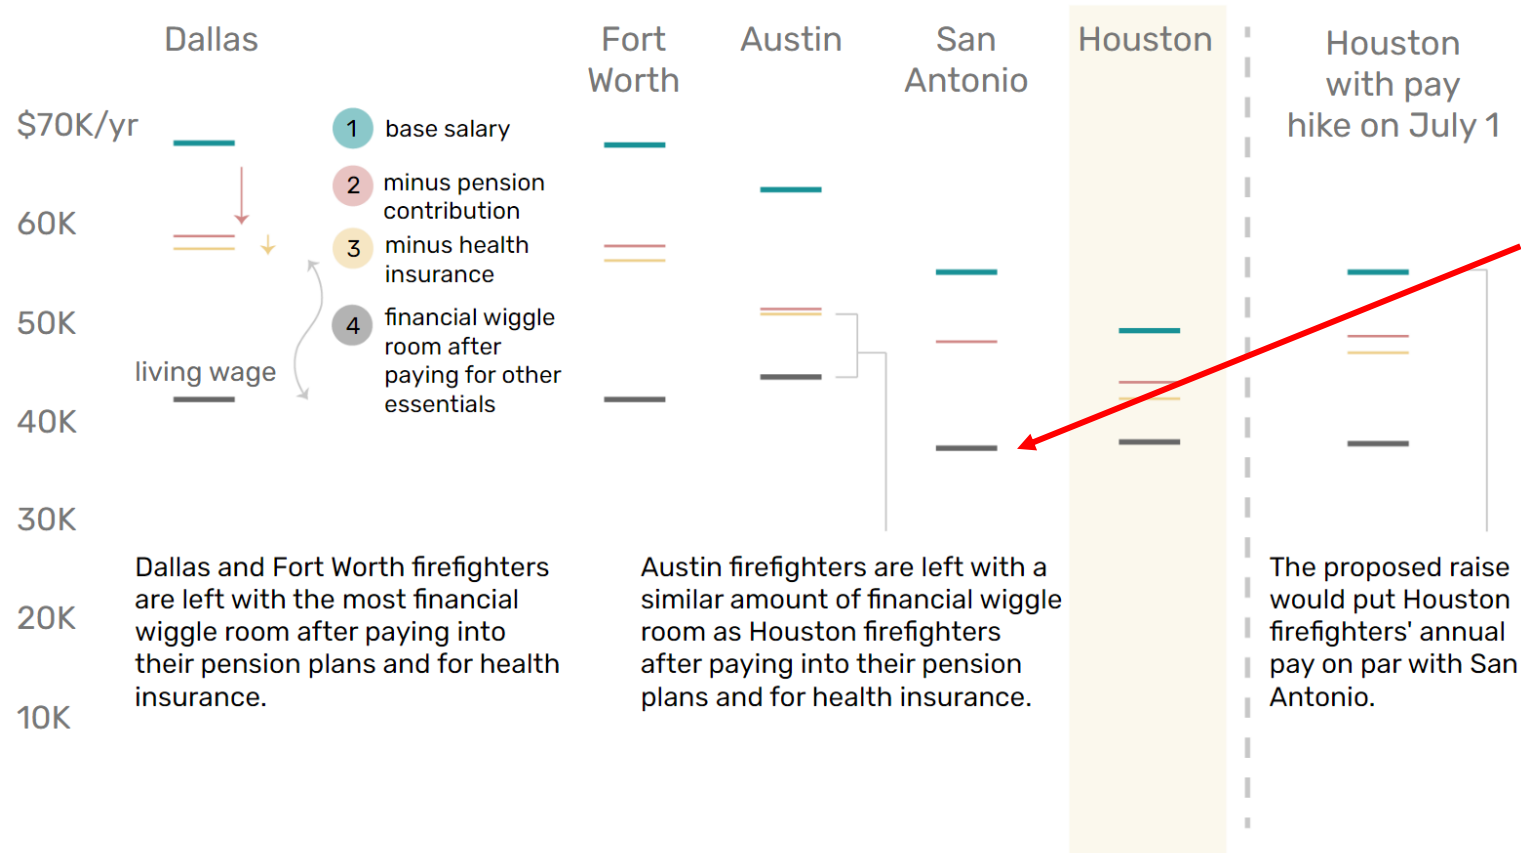 Dallas
Fort
Worth
Austin
San
Antonio
Houston
Houston
with pay
hike on July 1
$70K/yr
60K
50K
40K
30K
20K
10K
1 base salary
2 minus pension
contribution
3 minus health
insurance
4 financial wiggle
room after
paying for other
essentials
living wage
Dallas and Fort Worth firefighters
are left with the most financial
wiggle room after paying into
their pension plans and for health
insurance.
Austin firefighters are left with a
similar amount of financial wiggle
room as Houston firefighters
after paying into their pension
plans and for health insurance.
The proposed raise
would put Houston
firefighters' annual
pay on par with San
Antonio.